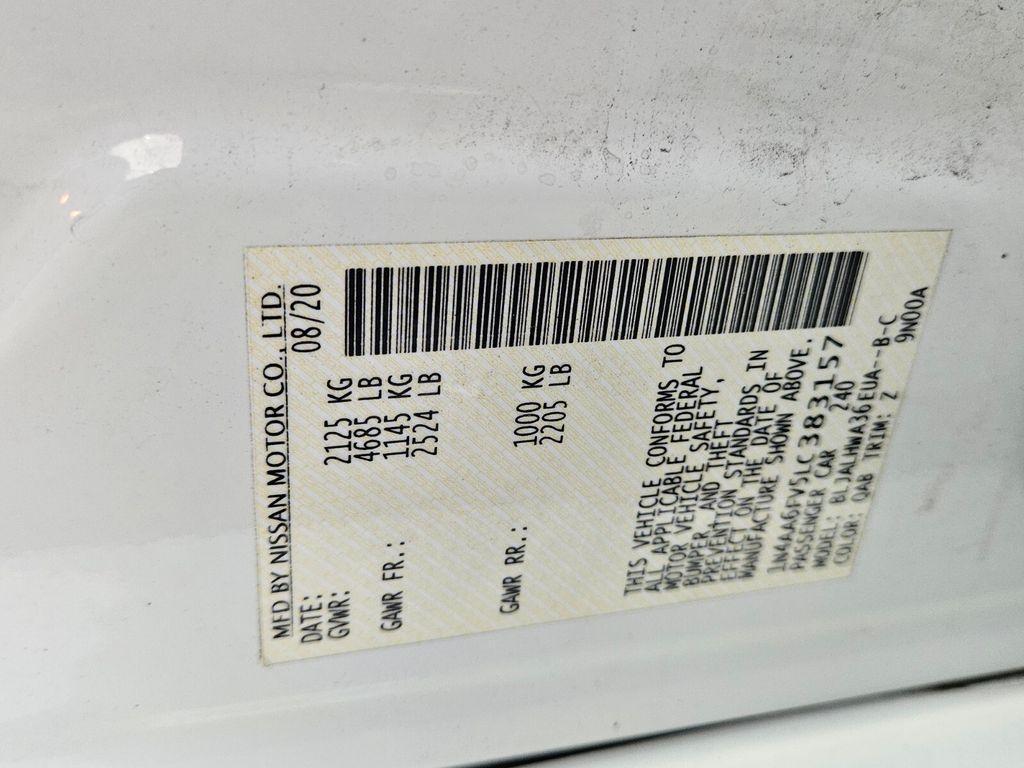 MFD BY NISSAN MOTOR CO., LTD.
DATE: 08/20
GVWR: 2125 KG
4685 LB
GAWR FR.: 1145 KG
2524 LB
GAWR RR.: 1000 KG
2205 LB
THIS VEHICLE CONFORMS TO
ALL APPLICABLE FEDERAL
MOTOR VEHICLE SAFETY,
BUMPER, AND THEFT
PREVENTION STANDARDS IN
EFFECT ON THE DATE OF
MANUFACTURE SHOWN ABOVE.
1N4AA6FV5LC383157
PASSENGER CAR 240
MODEL: BLJALHWA36EUA--B-C
COLOR: QAB TRIM: Z 9N00A